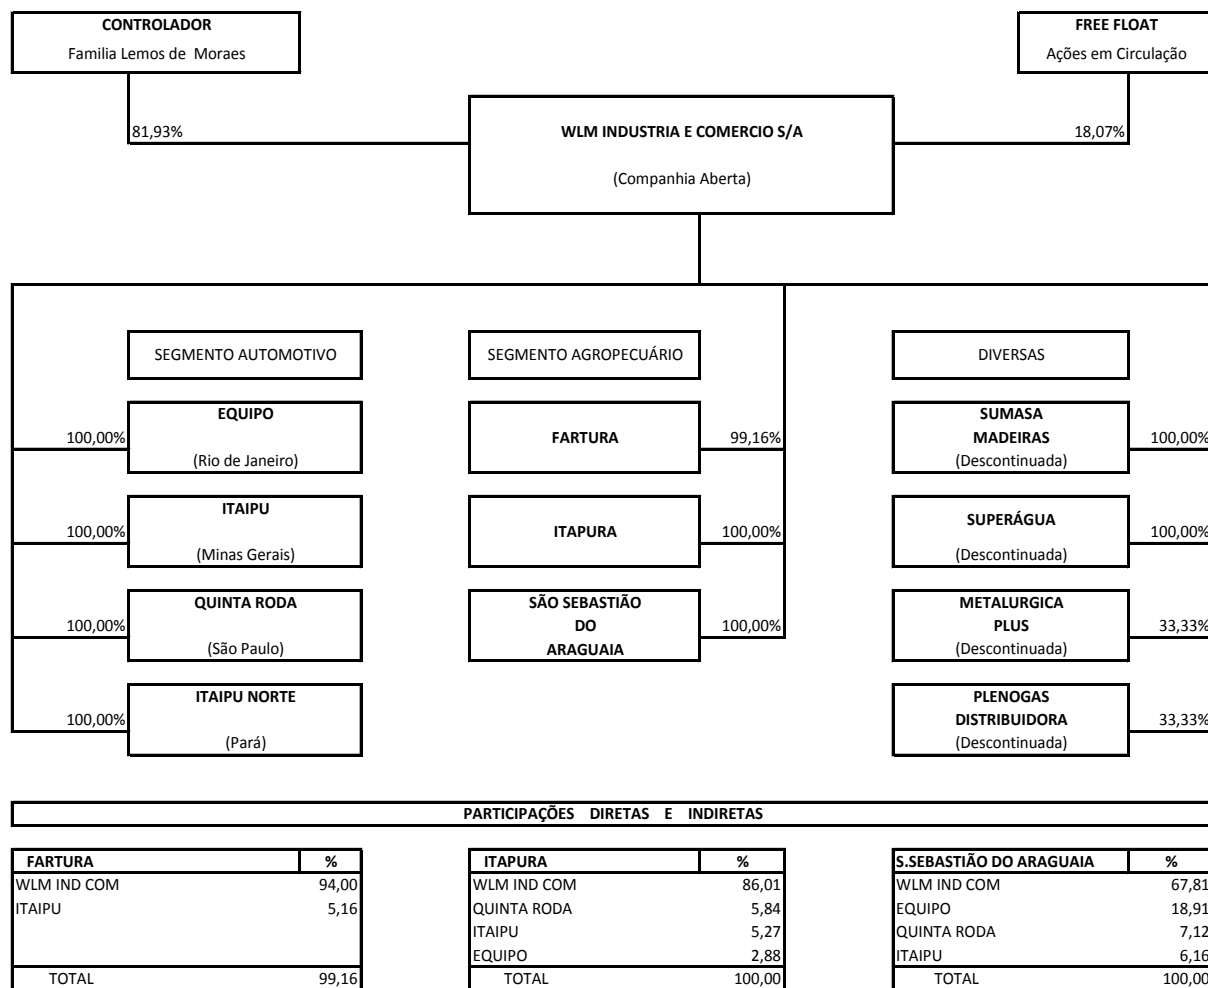 CONTROLADOR
Familia Lemos de Moraes
FREE FLOAT
Ações em Circulação
81,93%
WLM INDUSTRIA E COMERCIO S/A
(Companhia Aberta)
18,07%
SEGMENTO AUTOMOTIVO
SEGMENTO AGROPECUÁRIO
DIVERSAS
100,00%
EQUIPO
(Rio de Janeiro)
FARTURA
99,16%
SUMASA
MADEIRAS
(Descontinuada)
100,00%
100,00%
ITAIPU
(Minas Gerais)
ITAPURA
100,00%
SUPERÁGUA
(Descontinuada)
100,00%
100,00%
QUINTA RODA
(São Paulo)
SÃO SEBASTIÃO
DO
ARAGUAIA
100,00%
METALURGICA
PLUS
(Descontinuada)
33,33%
100,00%
ITAIPU NORTE
(Pará)
PLENOGAS
DISTRIBUIDORA
(Descontinuada)
33,33%
PARTICIPAÇÕES DIRETAS E INDIRETAS
FARTURA %
WLM IND COM 94,00
ITAIPU 5,16
TOTAL 99,16
ITAPURA %
WLM IND COM 86,01
QUINTA RODA 5,84
ITAIPU 5,27
EQUIPO 2,88
TOTAL 100,00
S.SEBASTIÃO DO ARAGUAIA %
WLM IND COM 67,81
EQUIPO 18,91
QUINTA RODA 7,12
ITAIPU 6,16
TOTAL 100,00